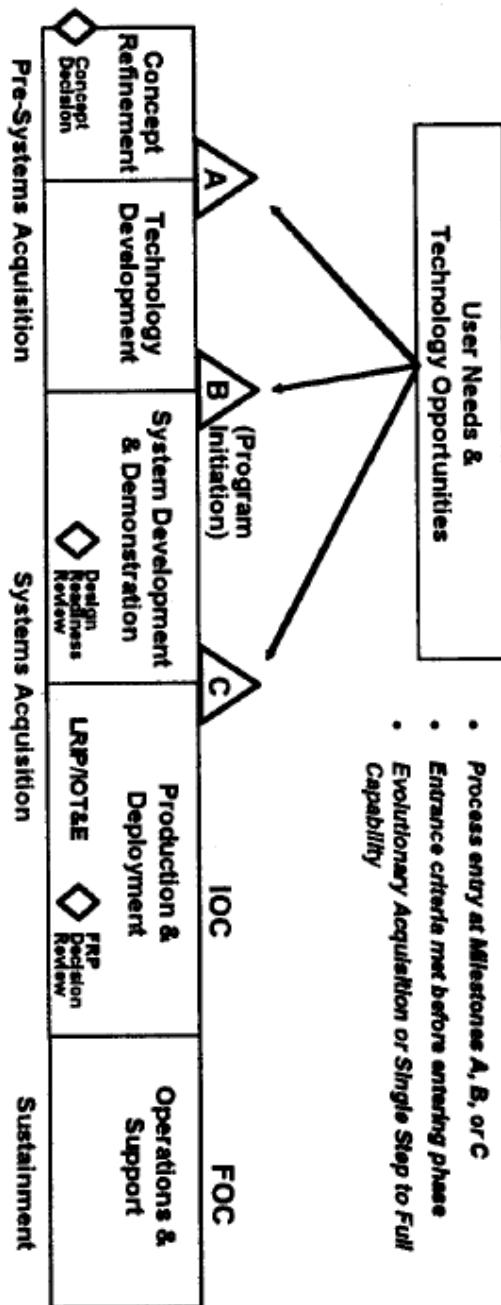 User Needs &
Technology Opportunities
• Process entry at Milestones A, B, or C
• Entrance criteria met before entering phase
• Evolutionary Acquisition or Single Step to Full
Capability
(Program
Initiation)
A
B
C
IOC
FOC
Concept
Refinement
Concept
Decision
Technology
Development
System Development
& Demonstration
Design
Readiness
Review
Production &
Deployment
LRIP/IOT&E
FRP
Decision
Review
Operations &
Support
Pre-Systems Acquisition
Systems Acquisition
Sustainment